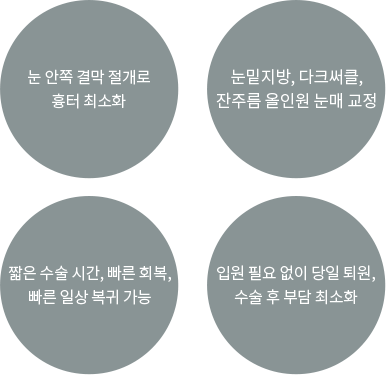 눈 안쪽 결막 절개로
흉터 최소화
눈밑지방, 다크써클,
잔주름 올인원 눈매 교정
짧은 수술 시간, 빠른 회복,
빠른 일상 복귀 가능
입원 필요 없이 당일 퇴원,
수술 후 부담 최소화